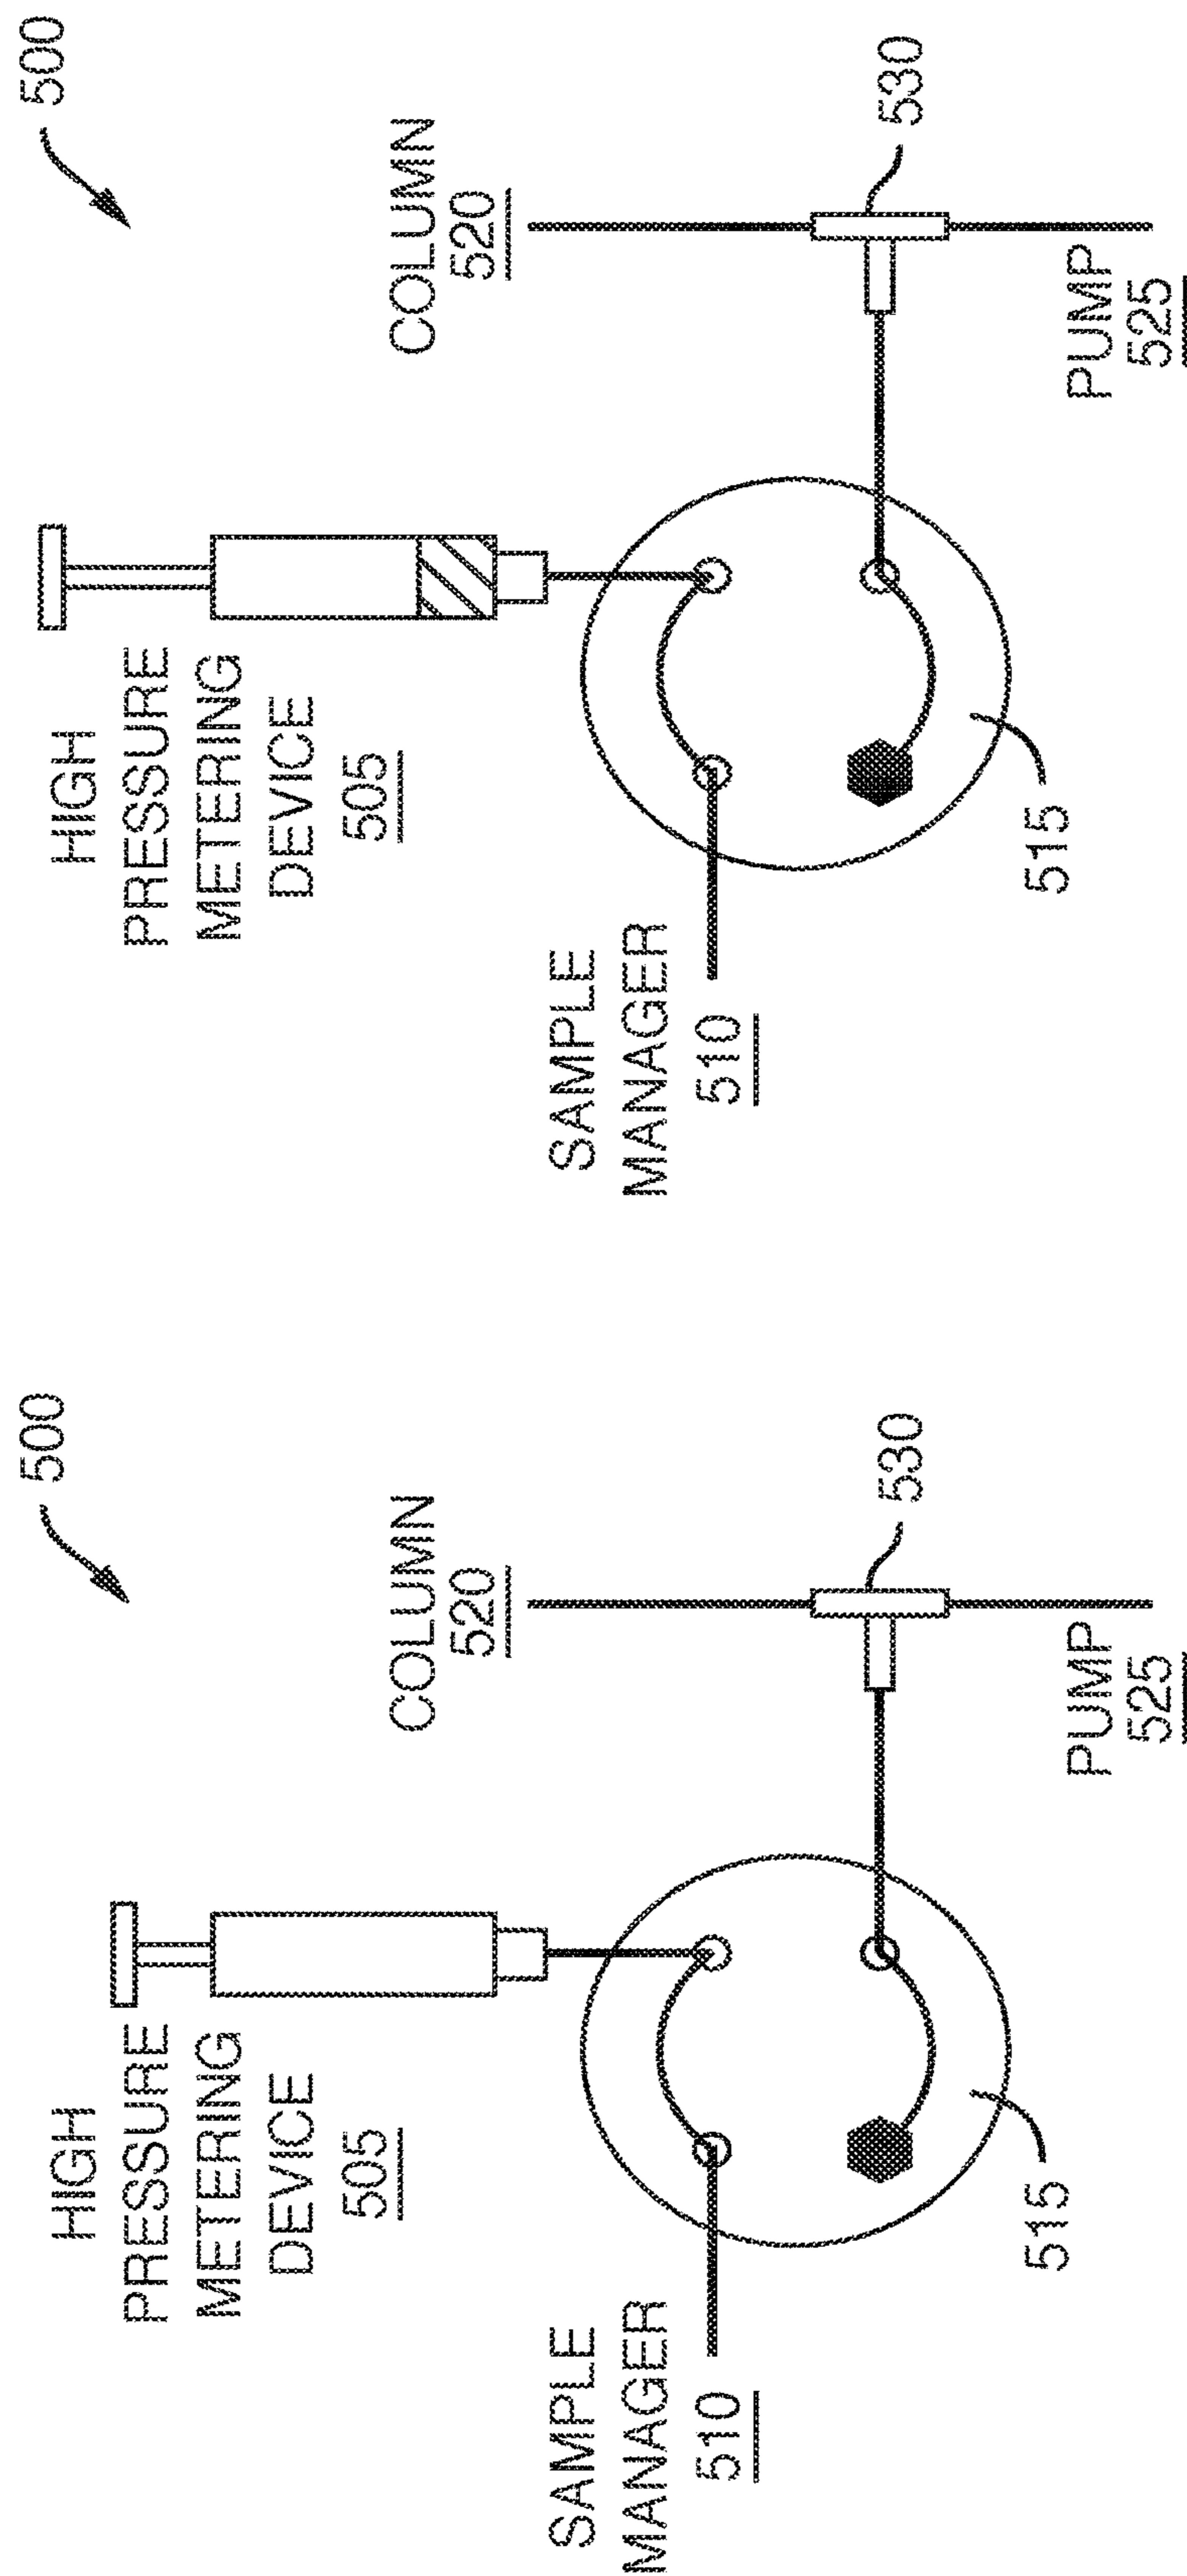 500
HIGH
PRESSURE
METERING
DEVICE
505
COLUMN
520
SAMPLE
MANAGER
510
530
515
PUMP
525
500
HIGH
PRESSURE
METERING
DEVICE
505
COLUMN
520
SAMPLE
MANAGER
510
530
515
PUMP
525